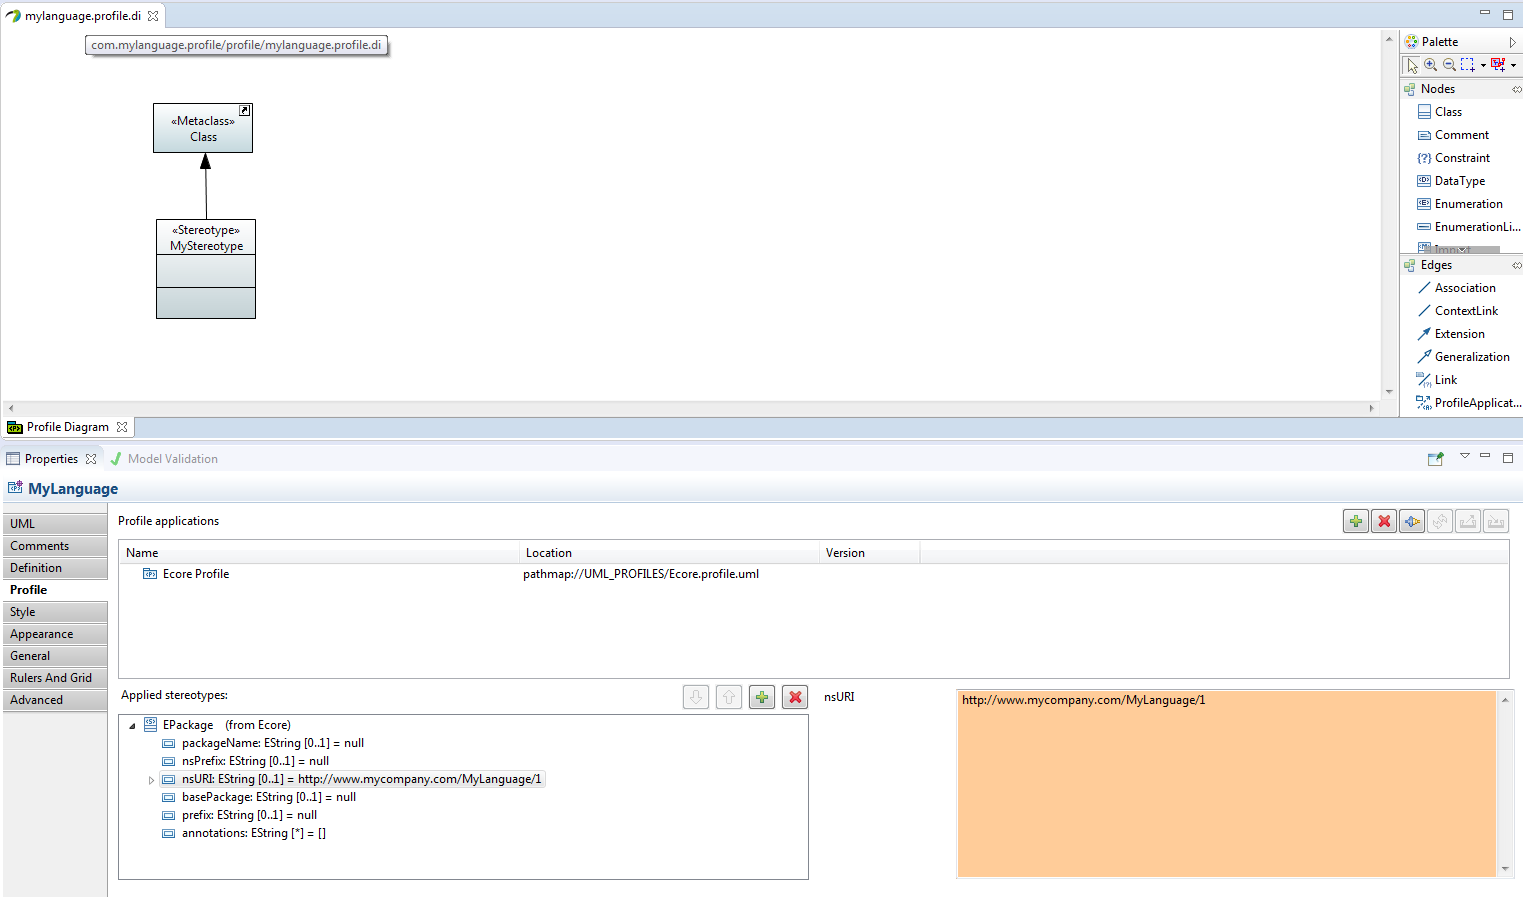 mylanguage.profile.di
com.mylanguage.profile/profile/mylanguage.profile.di
«Metaclass»
Class
«Stereotype»
MyStereotype
Palette
Nodes
Class
Comment
Constraint
DataType
Enumeration
EnumerationLi...
Import
Edges
Association
ContextLink
Extension
Generalization
Link
ProfileApplicat...
Profile Diagram
Properties
Model Validation
MyLanguage
UML
Comments
Definition
Profile
Style
Appearance
General
Rulers And Grid
Advanced
Profile applications
Name Location Version
Ecore Profile pathmap://UML_PROFILES/Ecore.profile.uml
Applied stereotypes:
EPackage (from Ecore)
packageName: EString [0..1] = null
nsPrefix: EString [0..1] = null
nsURI: EString [0..1] = http://www.mycompany.com/MyLanguage/1
basePackage: EString [0..1] = null
prefix: EString [0..1] = null
annotations: EString [*] = []
nsURI
http://www.mycompany.com/MyLanguage/1